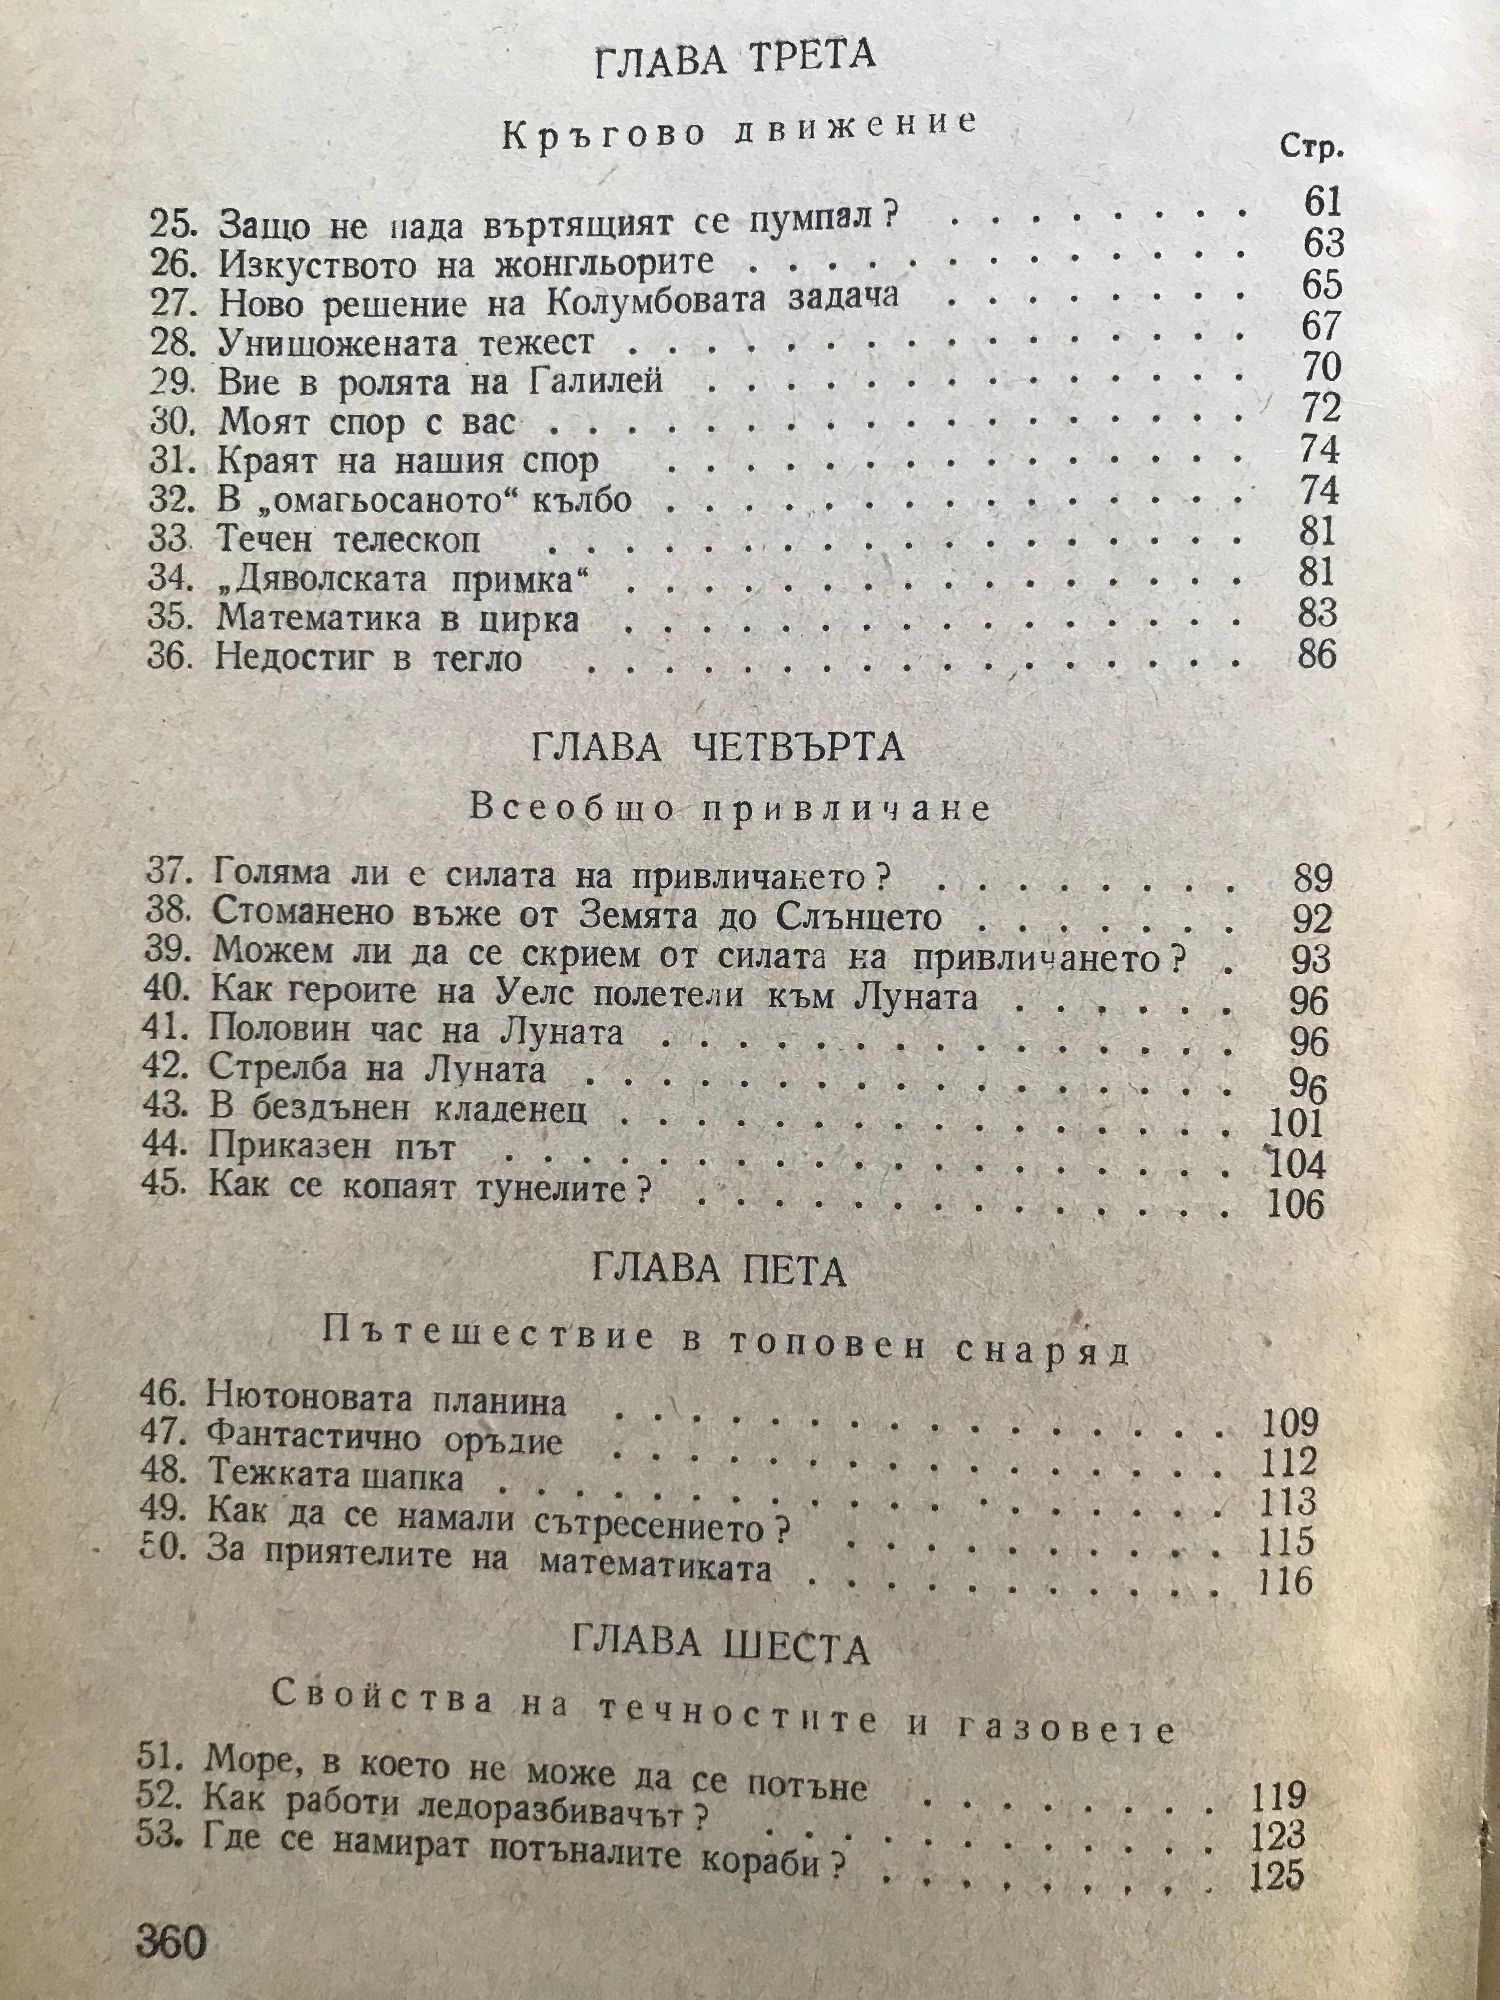 ГЛАВА ТРЕТА
Кръгово движение
Стр.
25. Защо не пада въртящият се пумпал? . . . . . . . . 61
26. Изкуството на жонгльорите . . . . . . . . . . . . . 63
27. Ново решение на Колумбовата задача . . . . . . . . 65
28. Унищожената тежест . . . . . . . . . . . . . . . . 67
29. Вие в ролята на Галилей . . . . . . . . . . . . . . 70
30. Моят спор с вас . . . . . . . . . . . . . . . . . . 72
31. Краят на нашия спор . . . . . . . . . . . . . . . 74
32. В „омагьосаното“ кълбо . . . . . . . . . . . . . . . 74
33. Течен телескоп . . . . . . . . . . . . . . . . . . 81
34. „Дяволската примка“ . . . . . . . . . . . . . . . . 81
35. Математика в цирка . . . . . . . . . . . . . . . . 83
36. Недостиг в тегло . . . . . . . . . . . . . . . . . 86
ГЛАВА ЧЕТВЪРТА
Всеобщо привличане
37. Голяма ли е силата на привличането? . . . . . . . . 89
38. Стоманено въже от Земята до Слънцето . . . . . . . 92
39. Можем ли да се скрием от силата на привличането? . 93
40. Как героите на Уелс полетели към Луната . . . . . . 96
41. Половин час на Луната . . . . . . . . . . . . . . . 96
42. Стрелба на Луната . . . . . . . . . . . . . . . . . 96
43. В бездънен кладенец . . . . . . . . . . . . . . . . 101
44. Приказен път . . . . . . . . . . . . . . . . . . . 104
45. Как се копаят тунелите? . . . . . . . . . . . . . . 106
ГЛАВА ПЕТА
Пътешествие в топовен снаряд
46. Нютоновата планина . . . . . . . . . . . . . . . . 109
47. Фантастично оръдие . . . . . . . . . . . . . . . . 112
48. Тежката шапка . . . . . . . . . . . . . . . . . . . 113
49. Как да се намали сътресението? . . . . . . . . . . 115
50. За приятелите на математиката . . . . . . . . . . . 116
ГЛАВА ШЕСТА
Свойства на течностите и газовете
51. Море, в което не може да се потъне . . . . . . . . 119
52. Как работи ледоразбивачът? . . . . . . . . . . . . 123
53. Где се намират потъналите кораби? . . . . . . . . . 125
360